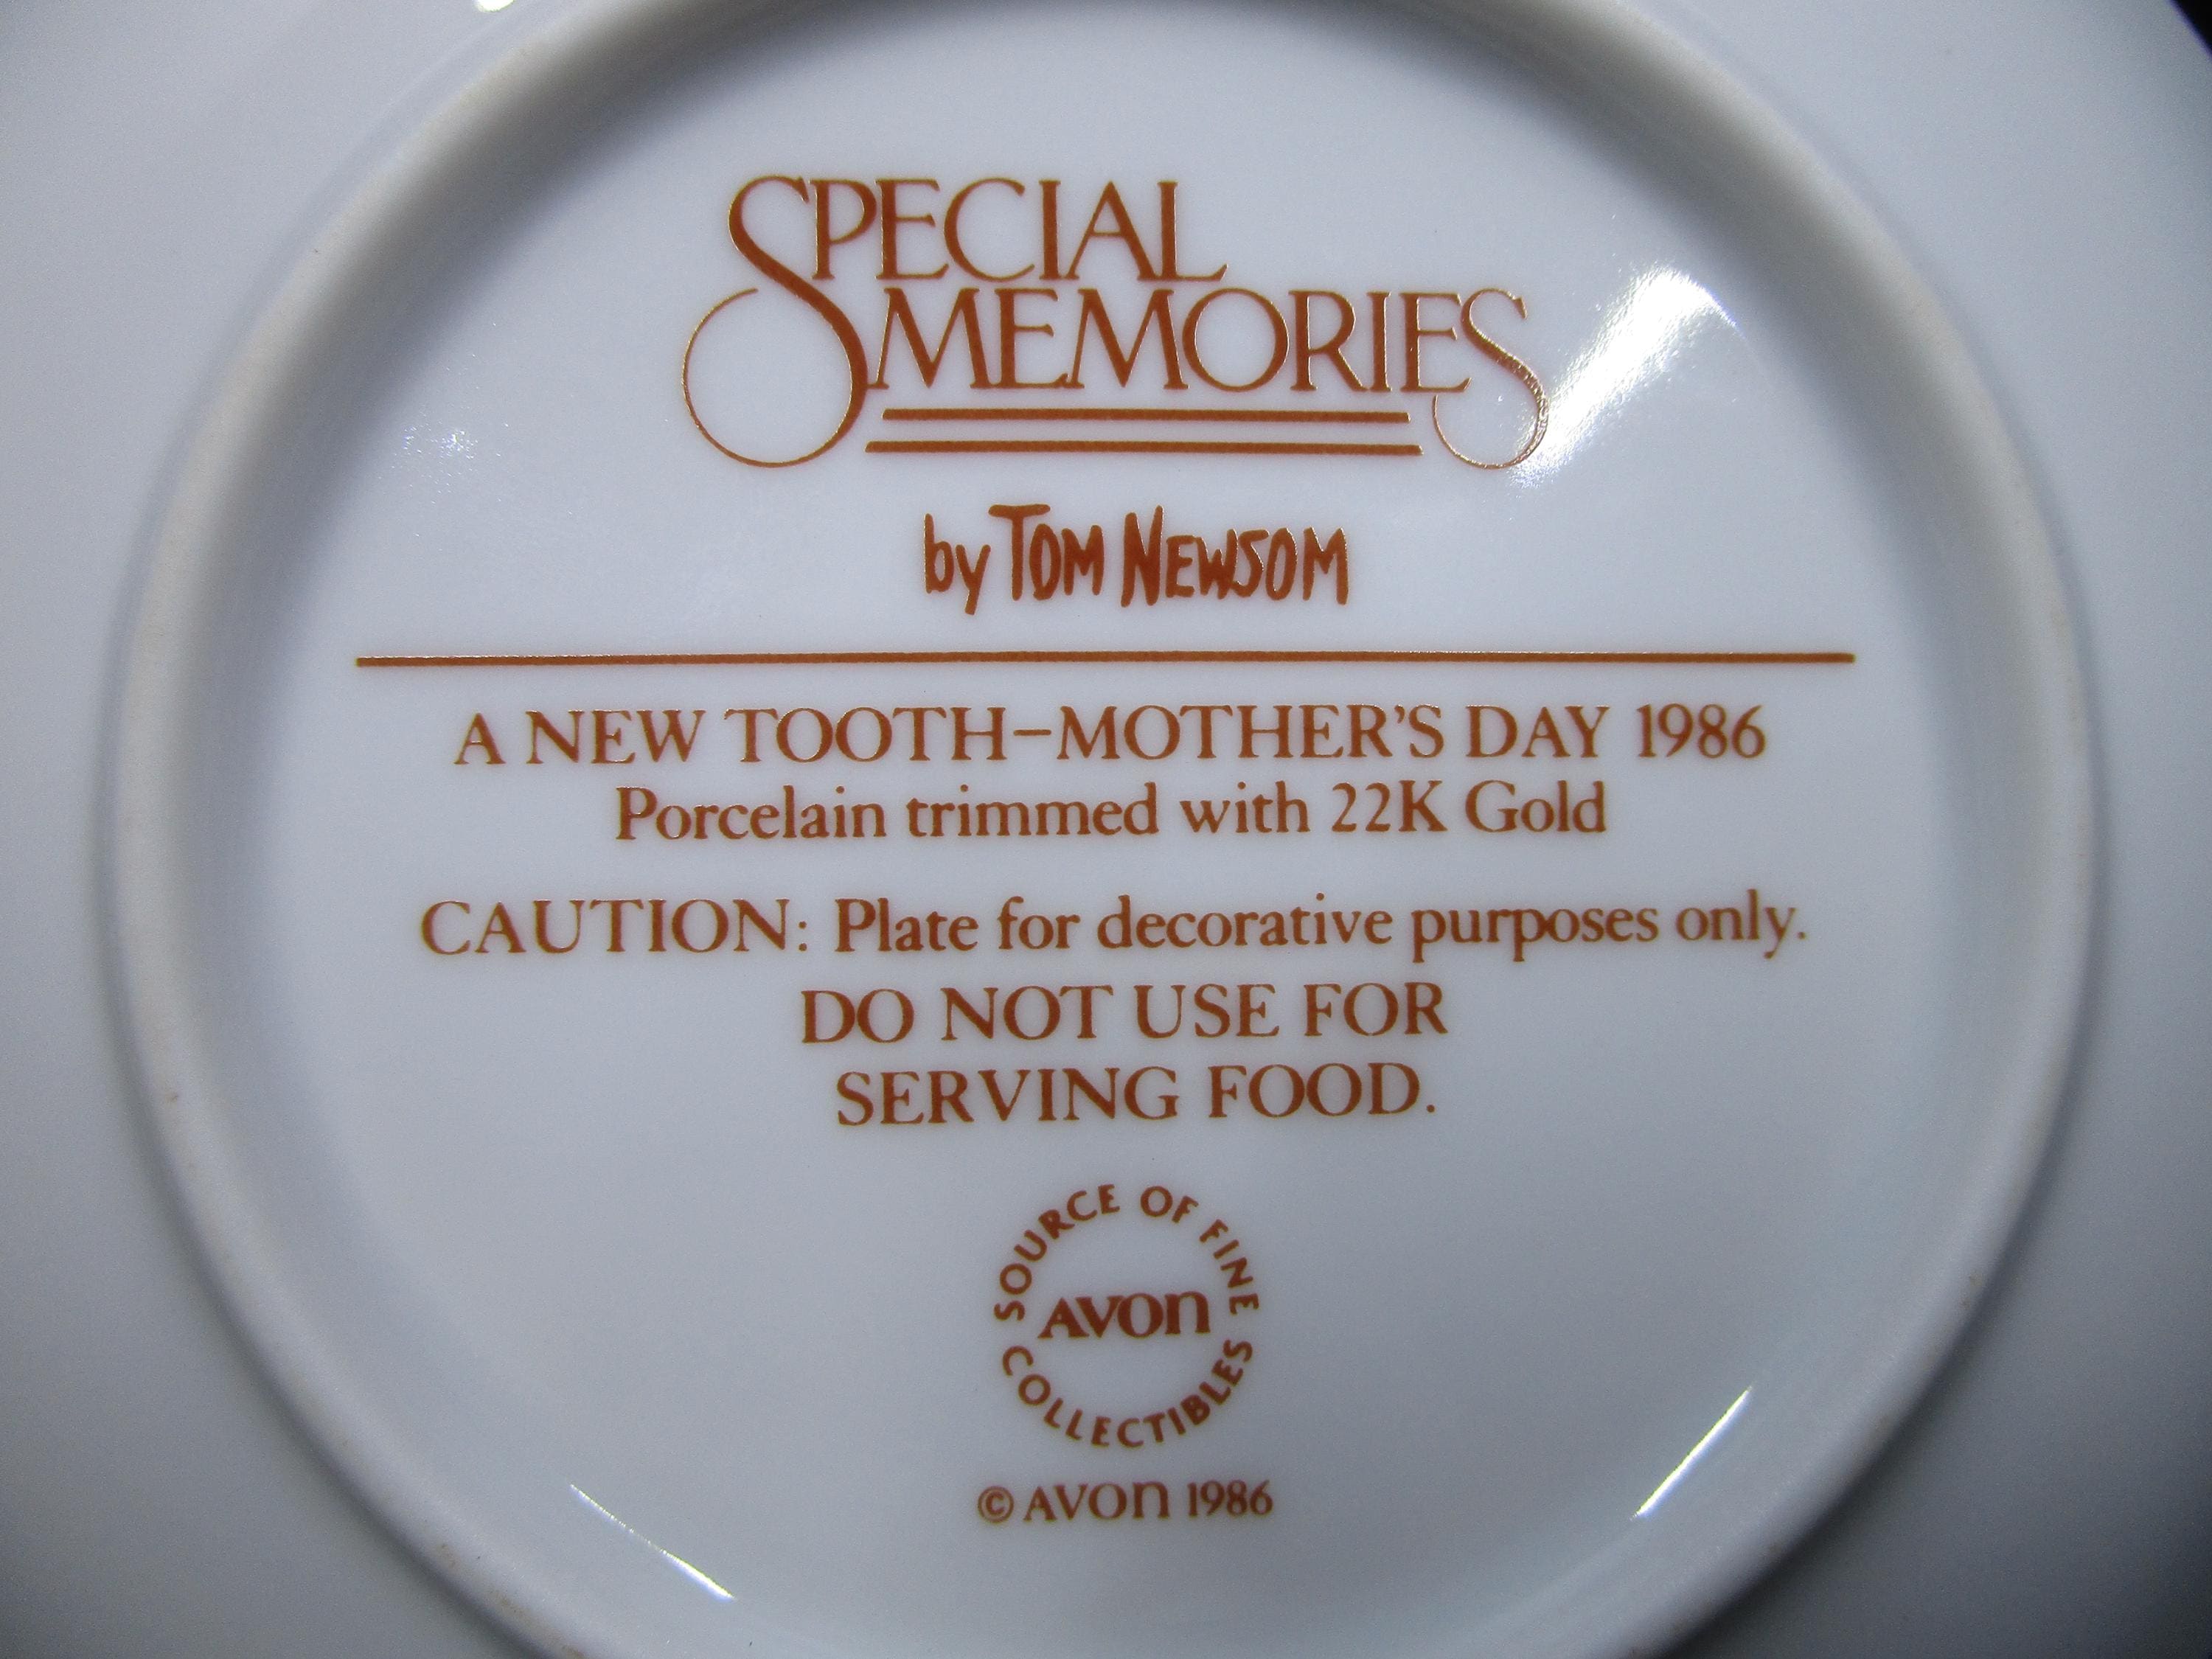 SPECIAL
MEMORIES
by TOM NEWSOM
A NEW TOOTH–MOTHER'S DAY 1986
Porcelain trimmed with 22K Gold
CAUTION: Plate for decorative purposes only.
DO NOT USE FOR
SERVING FOOD.
SOURCE OF FINE COLLECTIBLES
AVON
© AVON 1986